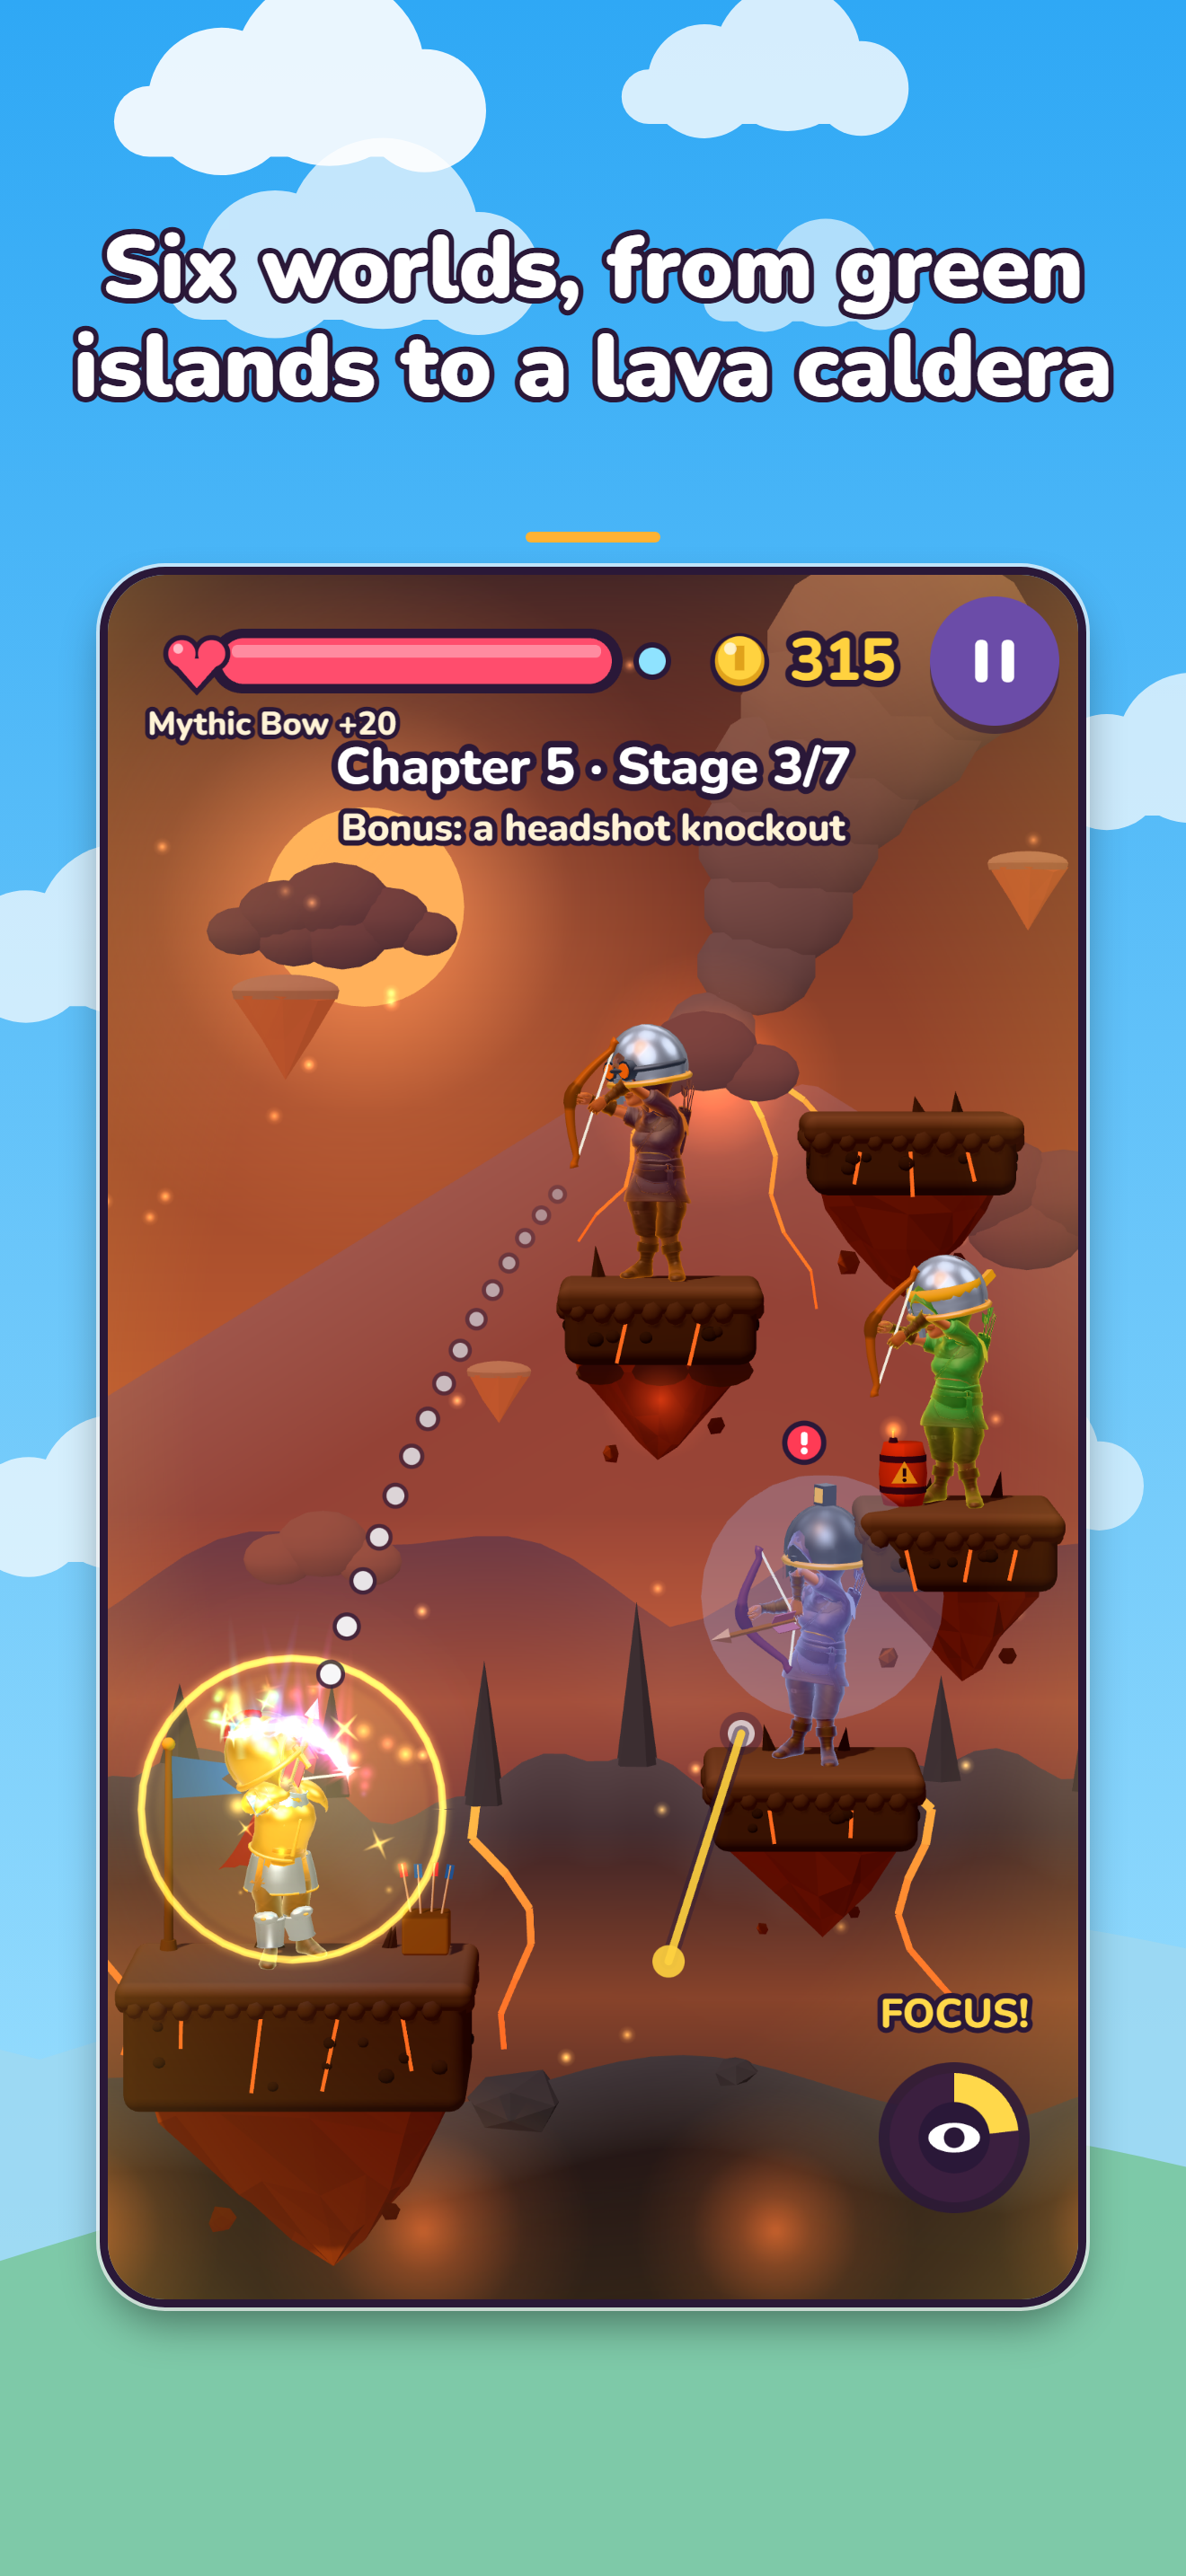 Six worlds, from green
islands to a lava caldera
315
Mythic Bow +20
Chapter 5 · Stage 3/7
Bonus: a headshot knockout
FOCUS!